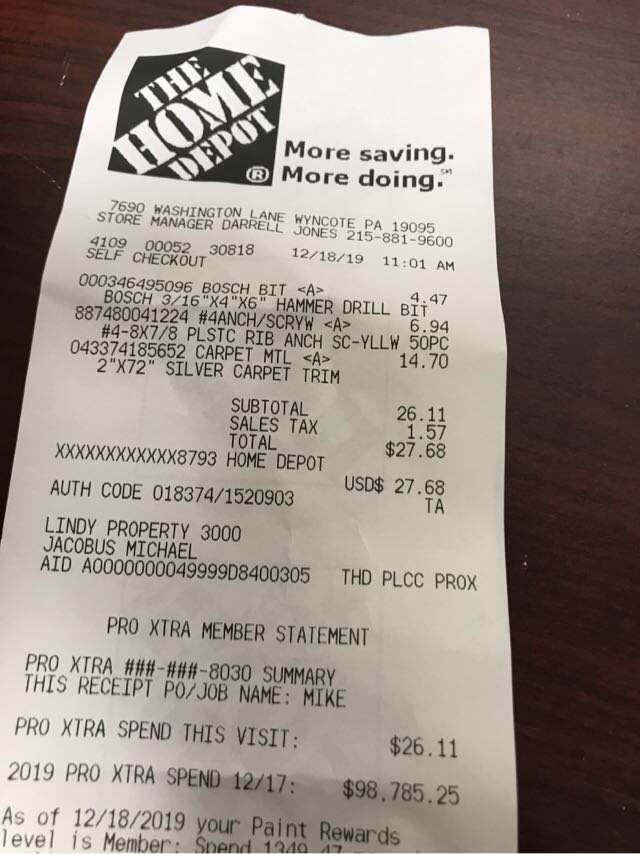 THE
HOME
DEPOT
®
More saving.
More doing.℠
7690 WASHINGTON LANE WYNCOTE PA 19095
STORE MANAGER DARRELL JONES 215-881-9600
4109 00052 30818 12/18/19 11:01 AM
SELF CHECKOUT
000346495096 BOSCH BIT <A> 4.47
BOSCH 3/16"X4"X6" HAMMER DRILL BIT
887480041224 #4ANCH/SCRYW <A> 6.94
#4-8X7/8 PLSTC RIB ANCH SC-YLLW 50PC
043374185652 CARPET MTL <A> 14.70
2"X72" SILVER CARPET TRIM
SUBTOTAL 26.11
SALES TAX 1.57
TOTAL $27.68
XXXXXXXXXXXX8793 HOME DEPOT
USD$ 27.68
AUTH CODE 018374/1520903 TA
LINDY PROPERTY 3000
JACOBUS MICHAEL
AID A0000000049999D8400305 THD PLCC PROX
PRO XTRA MEMBER STATEMENT
PRO XTRA ###-###-8030 SUMMARY
THIS RECEIPT PO/JOB NAME: MIKE
PRO XTRA SPEND THIS VISIT: $26.11
2019 PRO XTRA SPEND 12/17: $98,785.25
As of 12/18/2019 your Paint Rewards
level is Member: Spend 1349.47